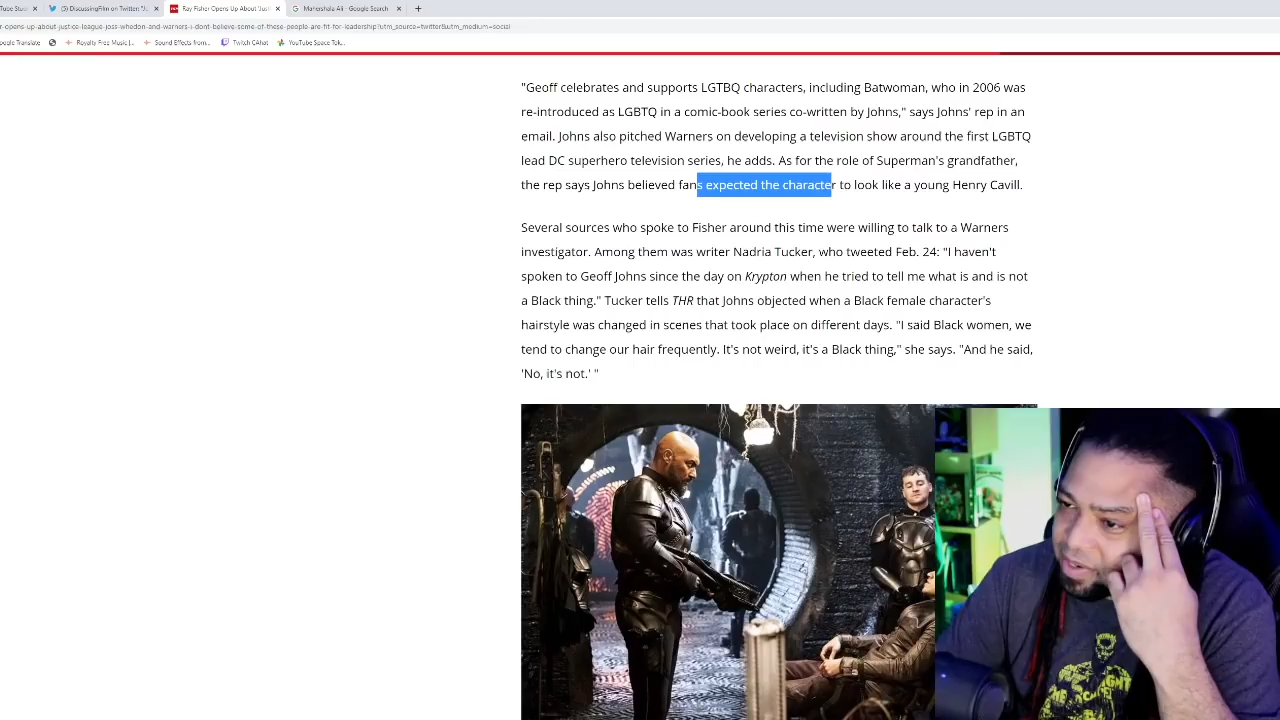 Tube Stud
(5) DiscussingFilm on Twitter: "J
Ray Fisher Opens Up About 'Justic
Mahershala Ali - Google Search
r-opens-up-about-justice-league-joss-whedon-and-warners-i-dont-believe-some-of-these-people-are-fit-for-leadership?utm_source=twitter&utm_medium=social
oogle Translate
Royalty Free Music |...
Sound Effects from...
Twitch CAhat
YouTube Space Tok...
"Geoff celebrates and supports LGTBQ characters, including Batwoman, who in 2006 was
re-introduced as LGBTQ in a comic-book series co-written by Johns," says Johns' rep in an
email. Johns also pitched Warners on developing a television show around the first LGBTQ
lead DC superhero television series, he adds. As for the role of Superman's grandfather,
the rep says Johns believed fans expected the character to look like a young Henry Cavill.
Several sources who spoke to Fisher around this time were willing to talk to a Warners
investigator. Among them was writer Nadria Tucker, who tweeted Feb. 24: "I haven't
spoken to Geoff Johns since the day on Krypton when he tried to tell me what is and is not
a Black thing." Tucker tells THR that Johns objected when a Black female character's
hairstyle was changed in scenes that took place on different days. "I said Black women, we
tend to change our hair frequently. It's not weird, it's a Black thing," she says. "And he said,
'No, it's not.' "